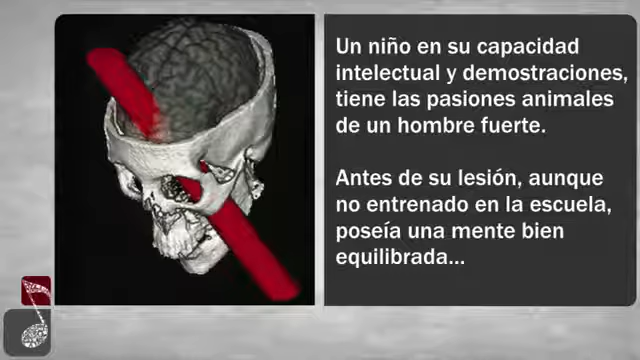 Un niño en su capacidad
intelectual y demostraciones,
tiene las pasiones animales
de un hombre fuerte.
Antes de su lesión, aunque
no entrenado en la escuela,
poseía una mente bien
equilibrada...